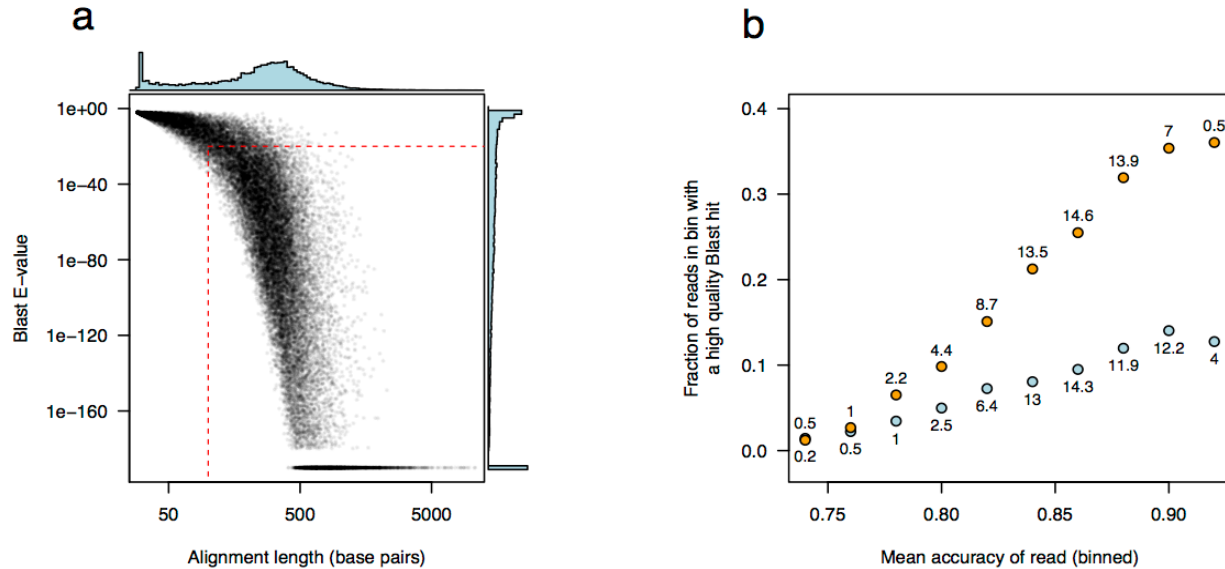 a
1e+00
1e−40
1e−80
1e−120
1e−160
Blast E−value
50
500
5000
Alignment length (base pairs)
b
0.4
0.3
0.2
0.1
0.0
Fraction of reads in bin with
a high quality Blast hit
0.5
1
2.2
4.4
8.7
13.5
14.6
13.9
7
0.5
0.2
0.5
1
2.5
6.4
13
14.3
11.9
12.2
4
0.75
0.80
0.85
0.90
Mean accuracy of read (binned)